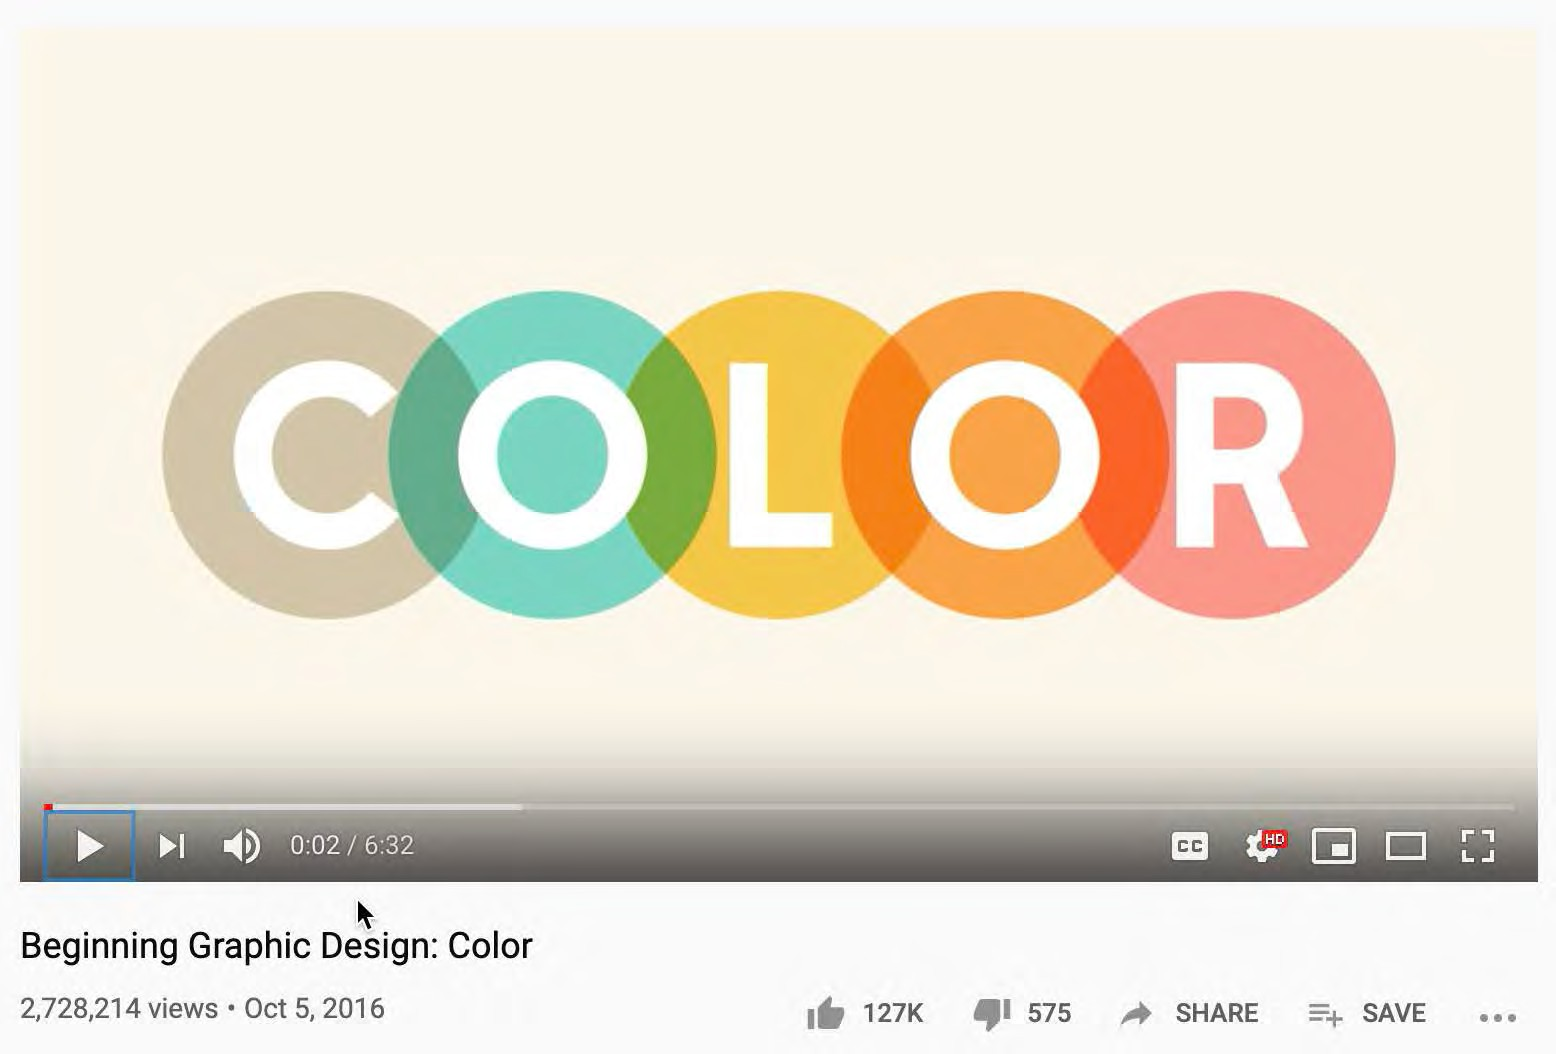 COLOR
0:02 / 6:32
CC
HD
Beginning Graphic Design: Color
2,728,214 views • Oct 5, 2016
127K
575
SHARE
SAVE